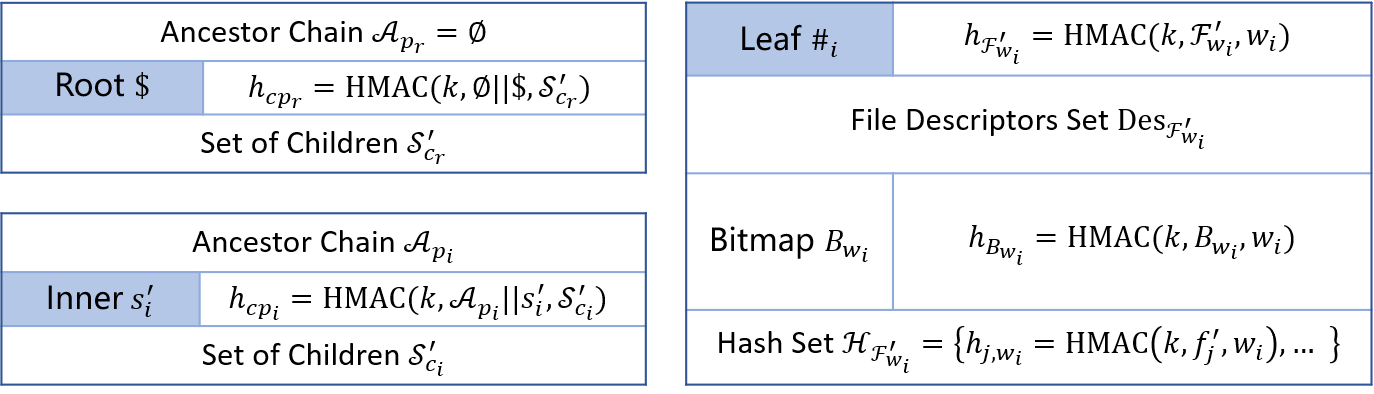 Ancestor Chain 𝒜_{p_r} = ∅
Root $ h_{cp_r} = HMAC(k, ∅||$, 𝒮′_{c_r})
Set of Children 𝒮′_{c_r}
Ancestor Chain 𝒜_{p_i}
Inner s′_i h_{cp_i} = HMAC(k, 𝒜_{p_i}||s′_i, 𝒮′_{c_i})
Set of Children 𝒮′_{c_i}
Leaf #_i h_{ℱ′_{w_i}} = HMAC(k, ℱ′_{w_i}, w_i)
File Descriptors Set Des_{ℱ′_{w_i}}
Bitmap B_{w_i} h_{B_{w_i}} = HMAC(k, B_{w_i}, w_i)
Hash Set ℋ_{ℱ′_{w_i}} = {h_{j,w_i} = HMAC(k, f′_j, w_i), … }